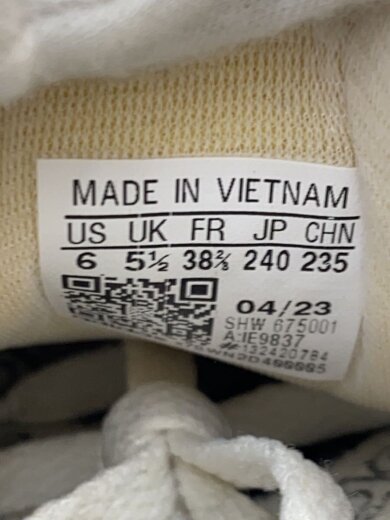 MADE IN VIETNAM
US UK FR JP CHN
6 5½ 38⅔ 240 235
04/23
SHW 675001
A:IE9837
#:132420784